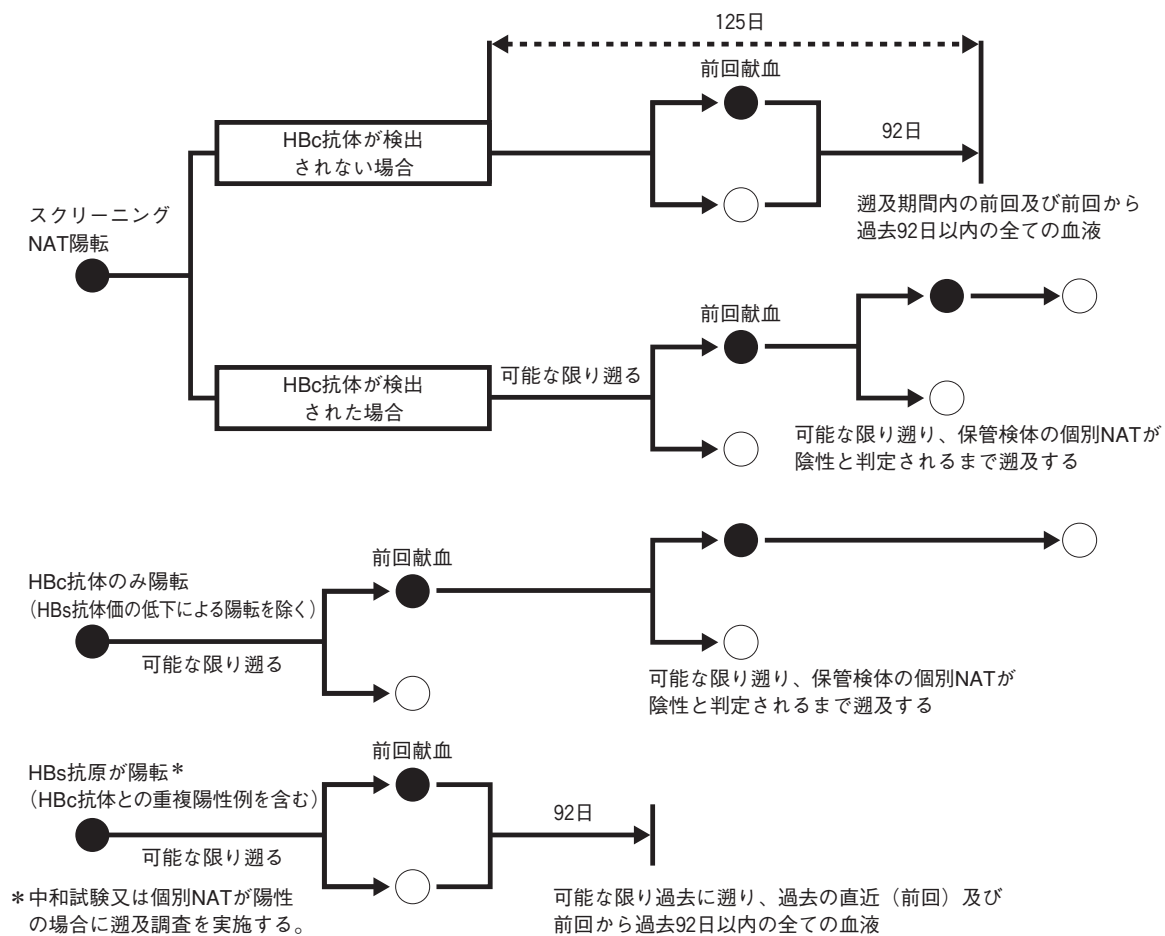 125日
前回献血
92日
HBc抗体が検出
されない場合
遡及期間内の前回及び前回から
過去92日以内の全ての血液
スクリーニング
NAT陽転
前回献血
HBc抗体が検出
された場合
可能な限り遡る
可能な限り遡り、保管検体の個別NATが
陰性と判定されるまで遡及する
前回献血
HBc抗体のみ陽転
（HBs抗体価の低下による陽転を除く）
可能な限り遡る
可能な限り遡り、保管検体の個別NATが
陰性と判定されるまで遡及する
前回献血
HBs抗原が陽転＊
（HBc抗体との重複陽性例を含む）
92日
可能な限り遡る
＊中和試験又は個別NATが陽性
の場合に遡及調査を実施する。
可能な限り過去に遡り、過去の直近（前回）及び
前回から過去92日以内の全ての血液